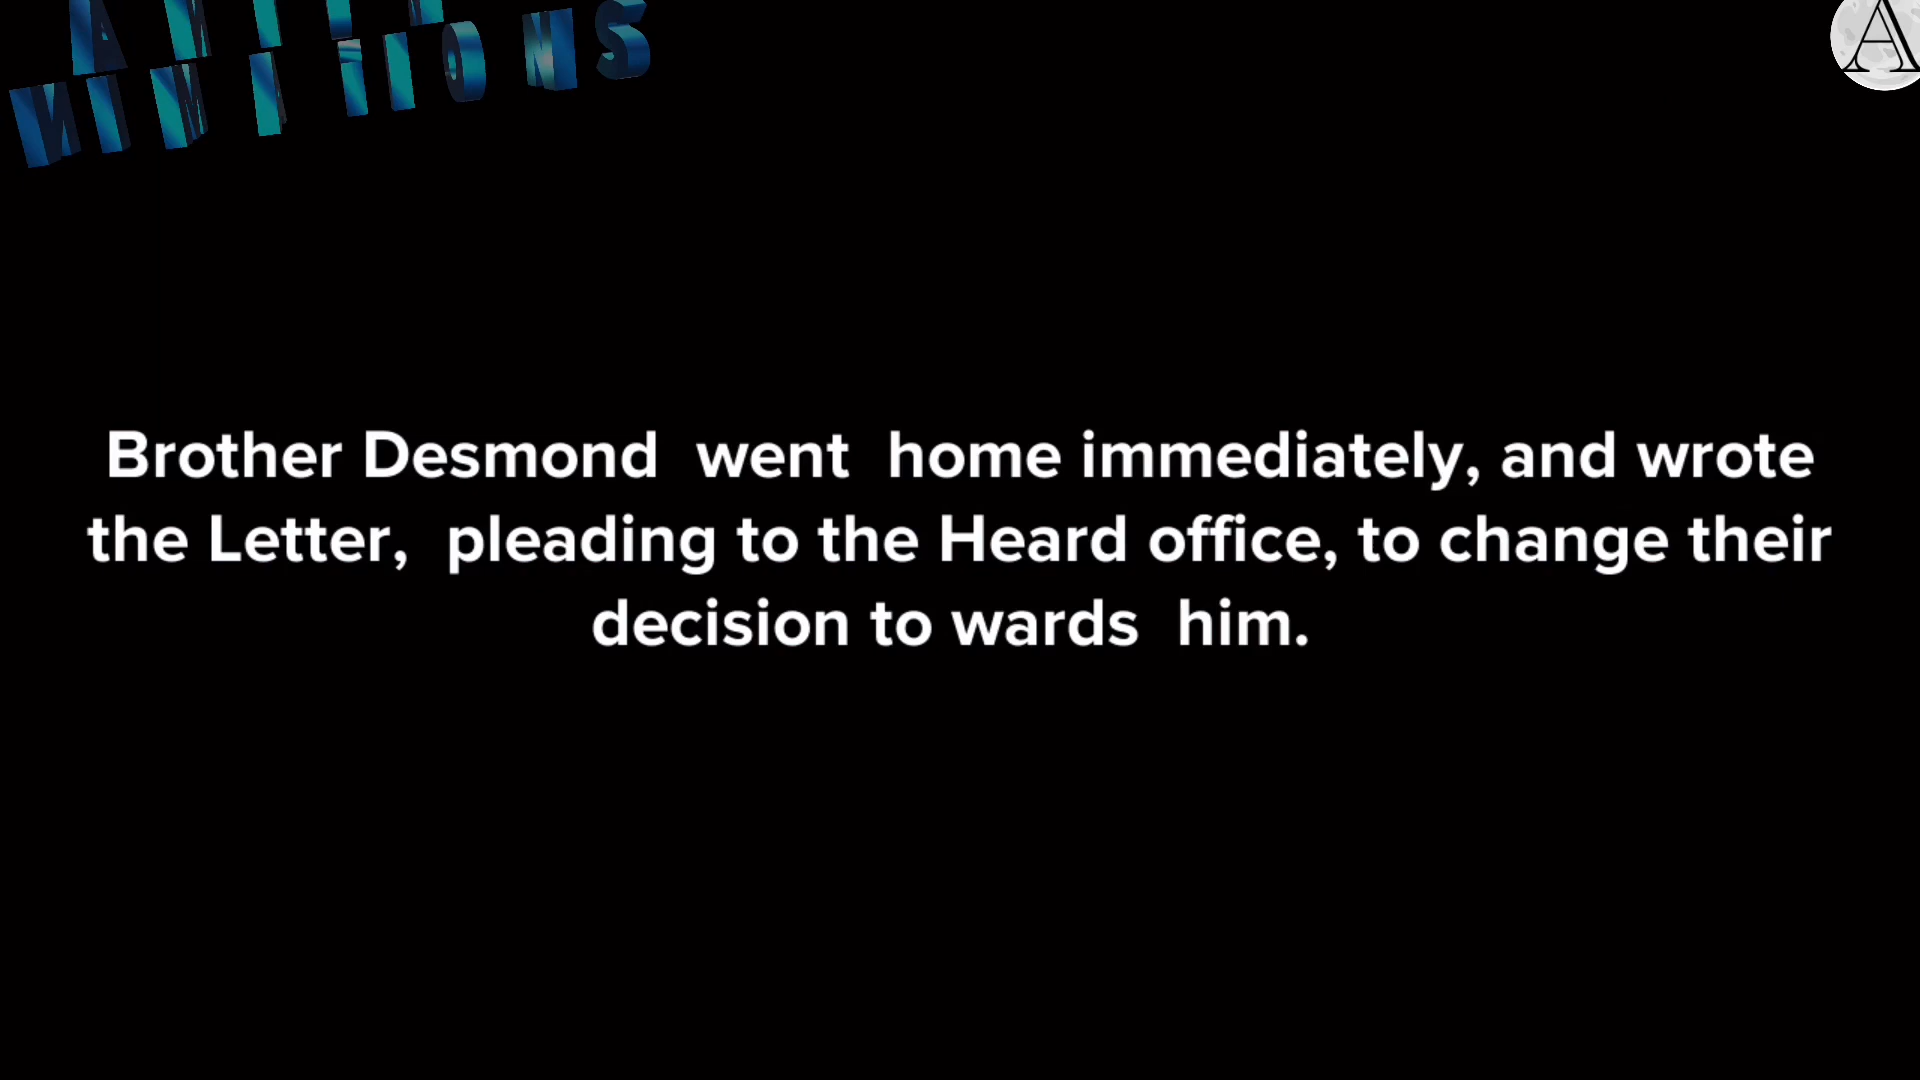 A
Brother Desmond went home immediately, and wrote
the Letter, pleading to the Heard office, to change their
decision to wards him.